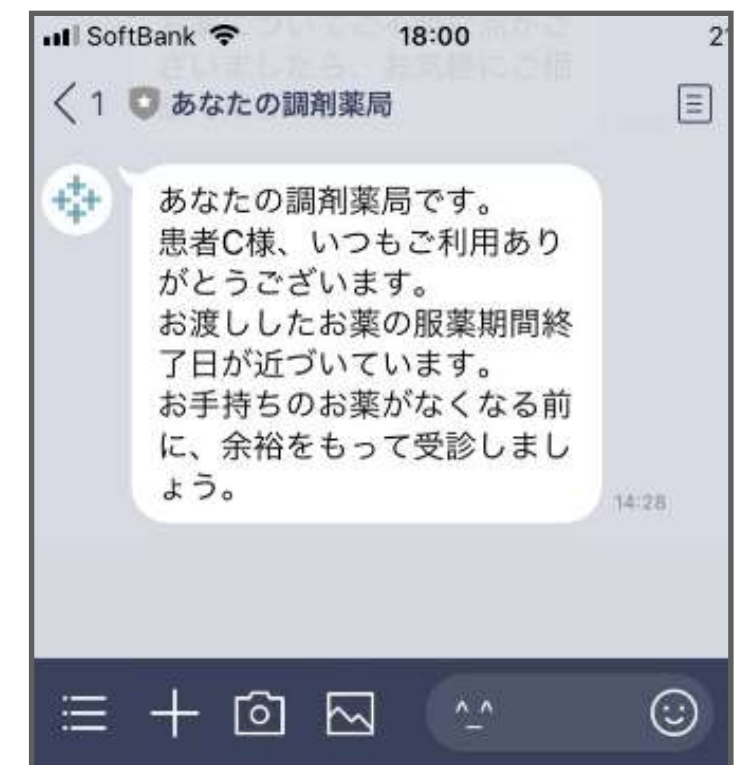 SoftBank 18:00 2
1 あなたの調剤薬局
あなたの調剤薬局です。
患者C様、いつもご利用あり
がとうございます。
お渡ししたお薬の服薬期間終
了日が近づいています。
お手持ちのお薬がなくなる前
に、余裕をもって受診しまし
ょう。
14:28
^_^